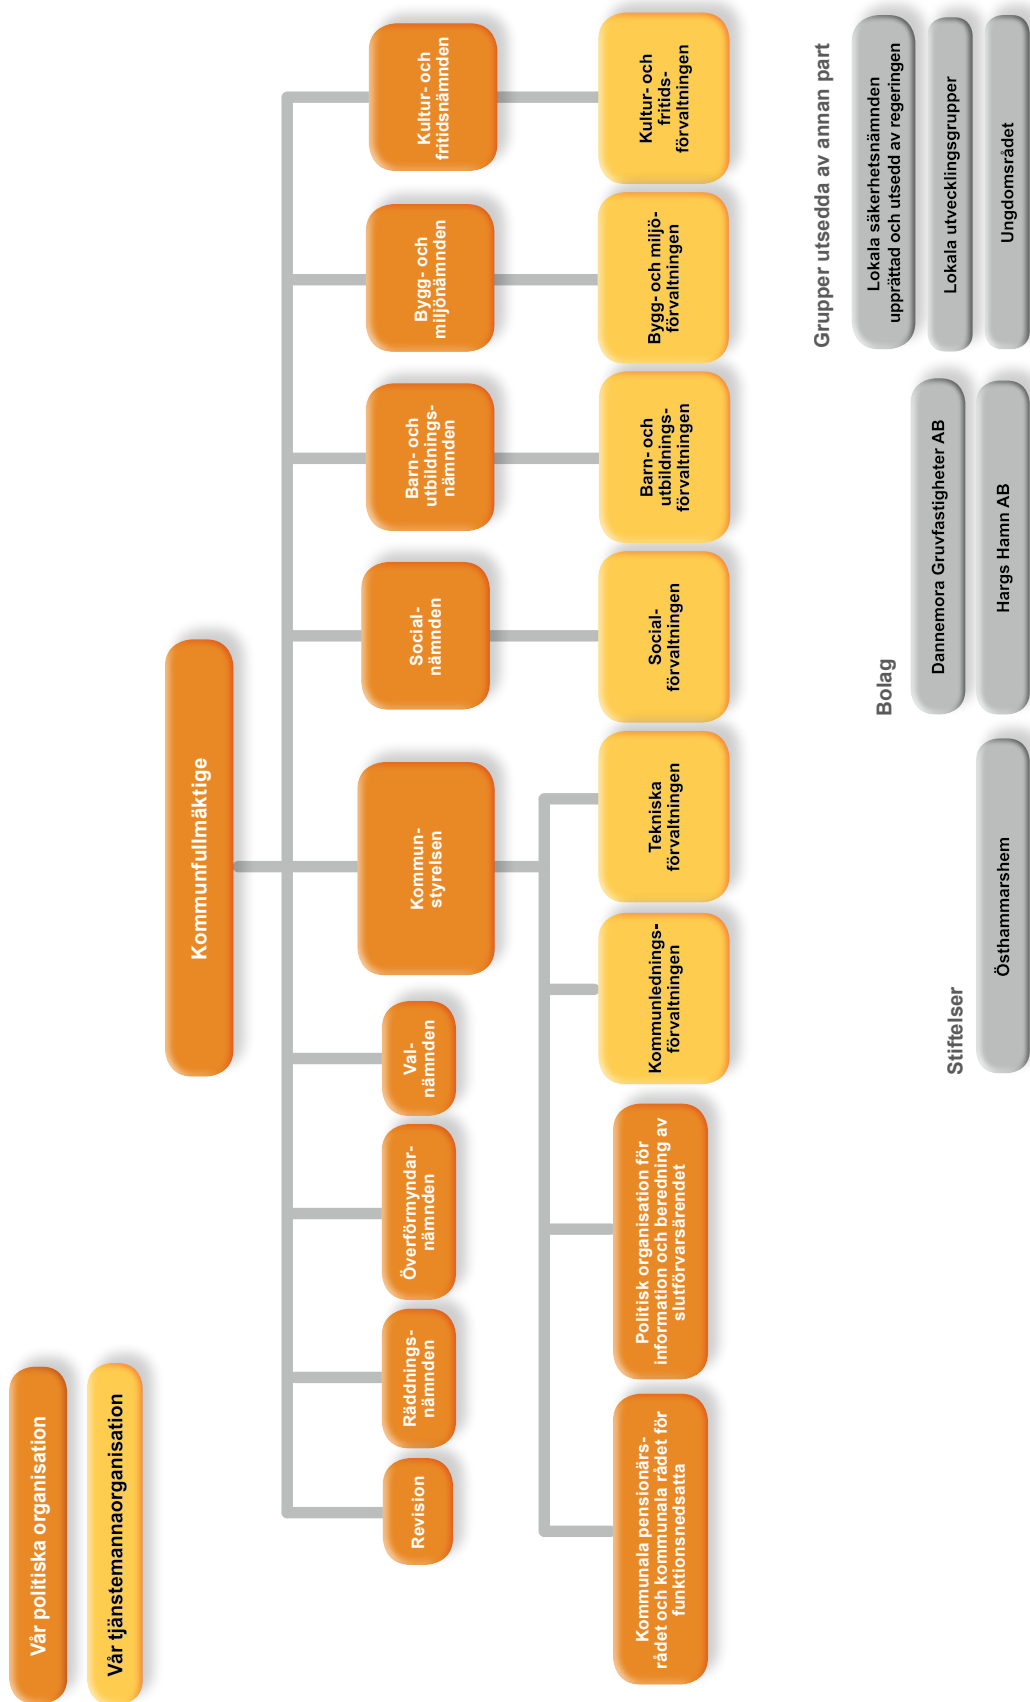 Vår politiska organisation
Vår tjänstemannaorganisation
Kommunfullmäktige
Revision
Räddnings-
nämnden
Överförmyndar-
nämnden
Val-
nämnden
Kommun-
styrelsen
Social-
nämnden
Barn- och
utbildnings-
nämnden
Bygg- och
miljönämnden
Kultur- och
fritidsnämnden
Kommunala pensionärs-
rådet och kommunala rådet för
funktionsnedsatta
Politisk organisation för
information och beredning av
slutförvarsärendet
Kommunlednings-
förvaltningen
Tekniska
förvaltningen
Social-
förvaltningen
Barn- och
utbildnings-
förvaltningen
Bygg- och miljö-
förvaltningen
Kultur- och
fritids-
förvaltningen
Stiftelser
Östhammarshem
Bolag
Dannemora Gruvfastigheter AB
Hargs Hamn AB
Grupper utsedda av annan part
Lokala säkerhetsnämnden
upprättad och utsedd av regeringen
Lokala utvecklingsgrupper
Ungdomsrådet